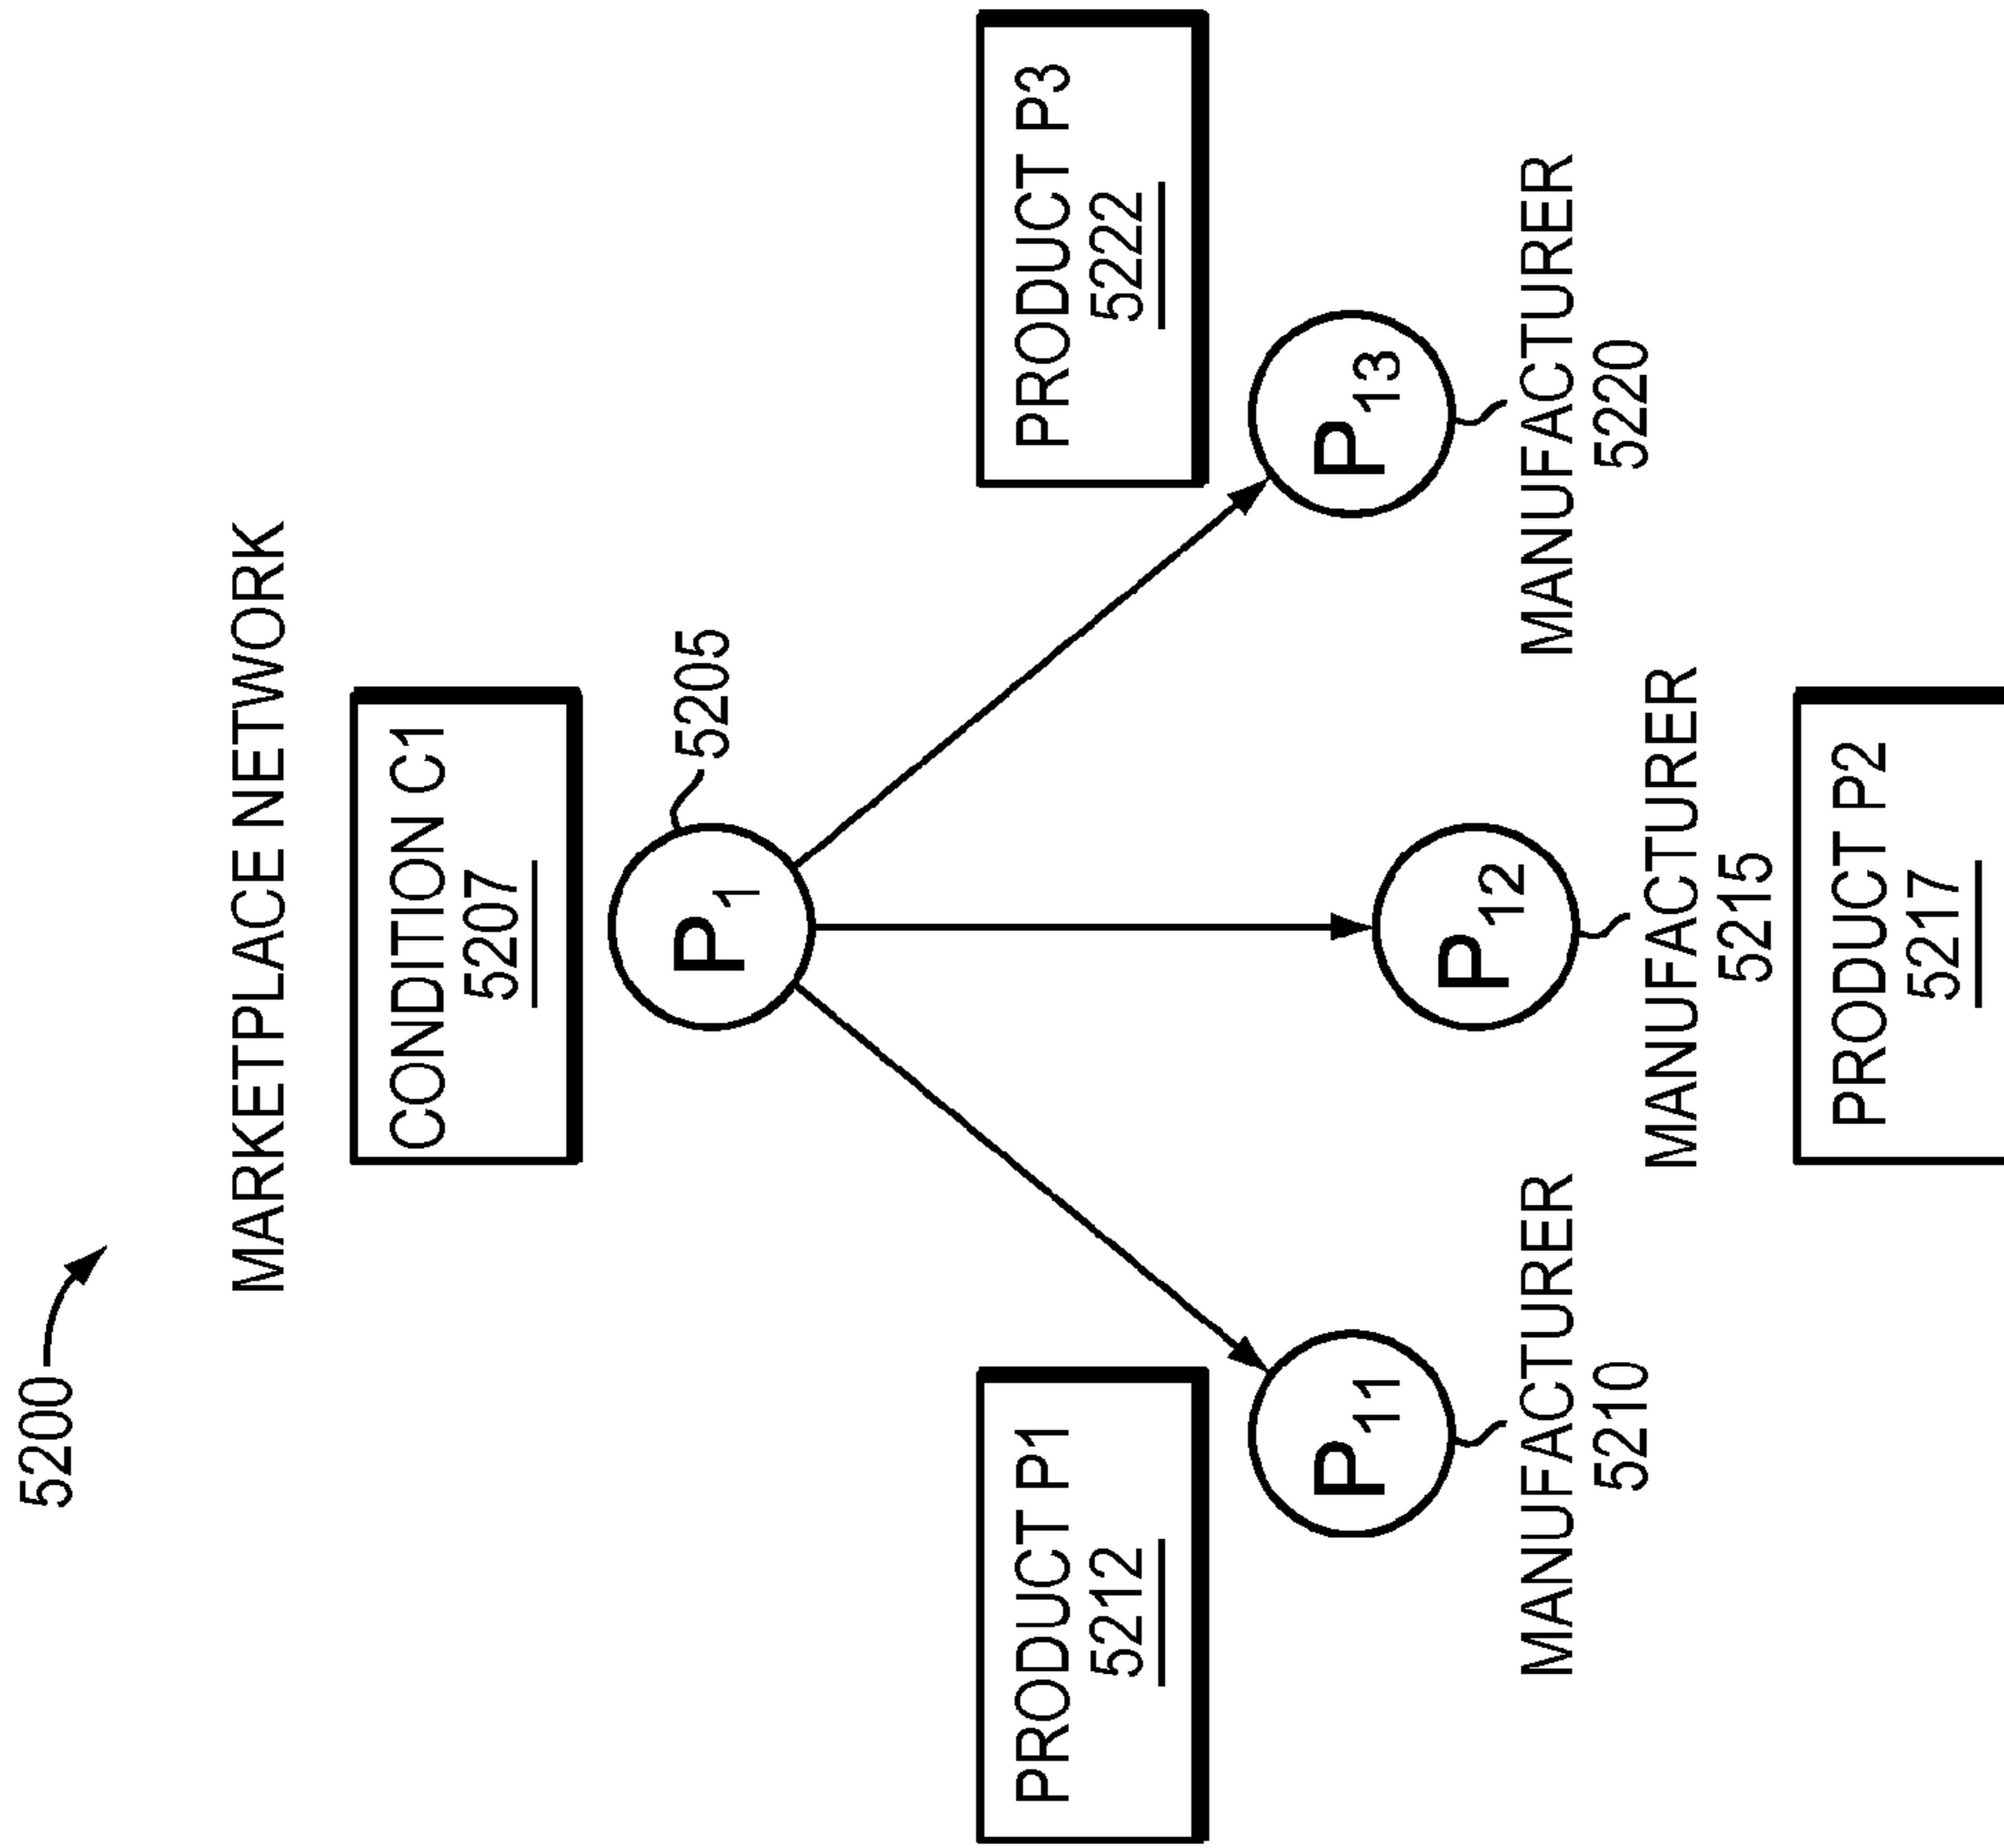 5200
MARKETPLACE NETWORK
CONDITION C1
5207
P1
5205
PRODUCT P1
5212
PRODUCT P3
5222
P11
P13
MANUFACTURER
5210
P12
MANUFACTURER
5220
MANUFACTURER
5215
PRODUCT P2
5217